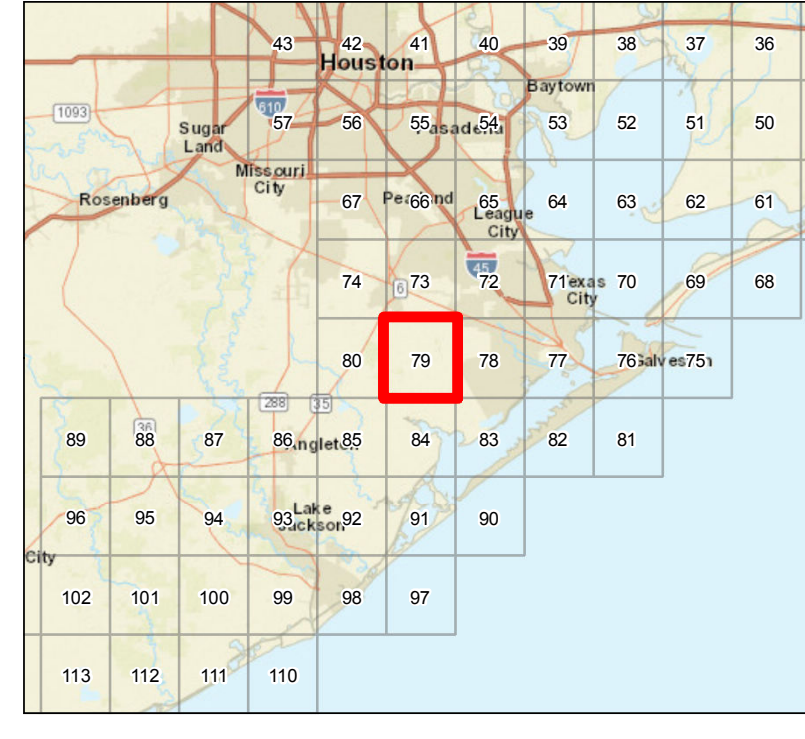 43 42 41 40 39 38 37 36
Houston
Baytown
1093
610
57 56 55 54 53 52 51 50
Pasadena
Sugar
Land
Missouri
City
Rosenberg
67 66 65 64 63 62 61
Pearland
League
City
45
74 6 73 72 71 70 69 68
Texas
City
80 79 78 77 76 75
Galveston
288 35
36
89 88 87 86 85 84 83 82 81
Angleton
96 95 94 93 92 91 90
Lake
Jackson
City
102 101 100 99 98 97
113 112 111 110